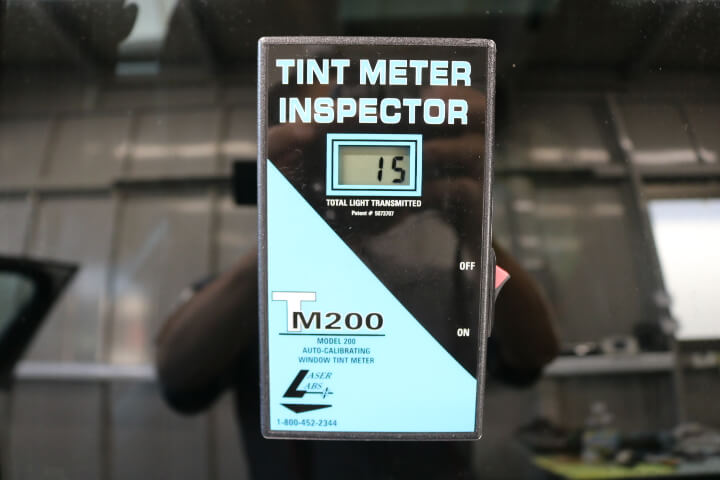 TINT METER
INSPECTOR
15
TOTAL LIGHT TRANSMITTED
Patent # 5073707
OFF
ON
TM200
MODEL 200
AUTO-CALIBRATING
WINDOW TINT METER
LASER
LABS
1-800-452-2344